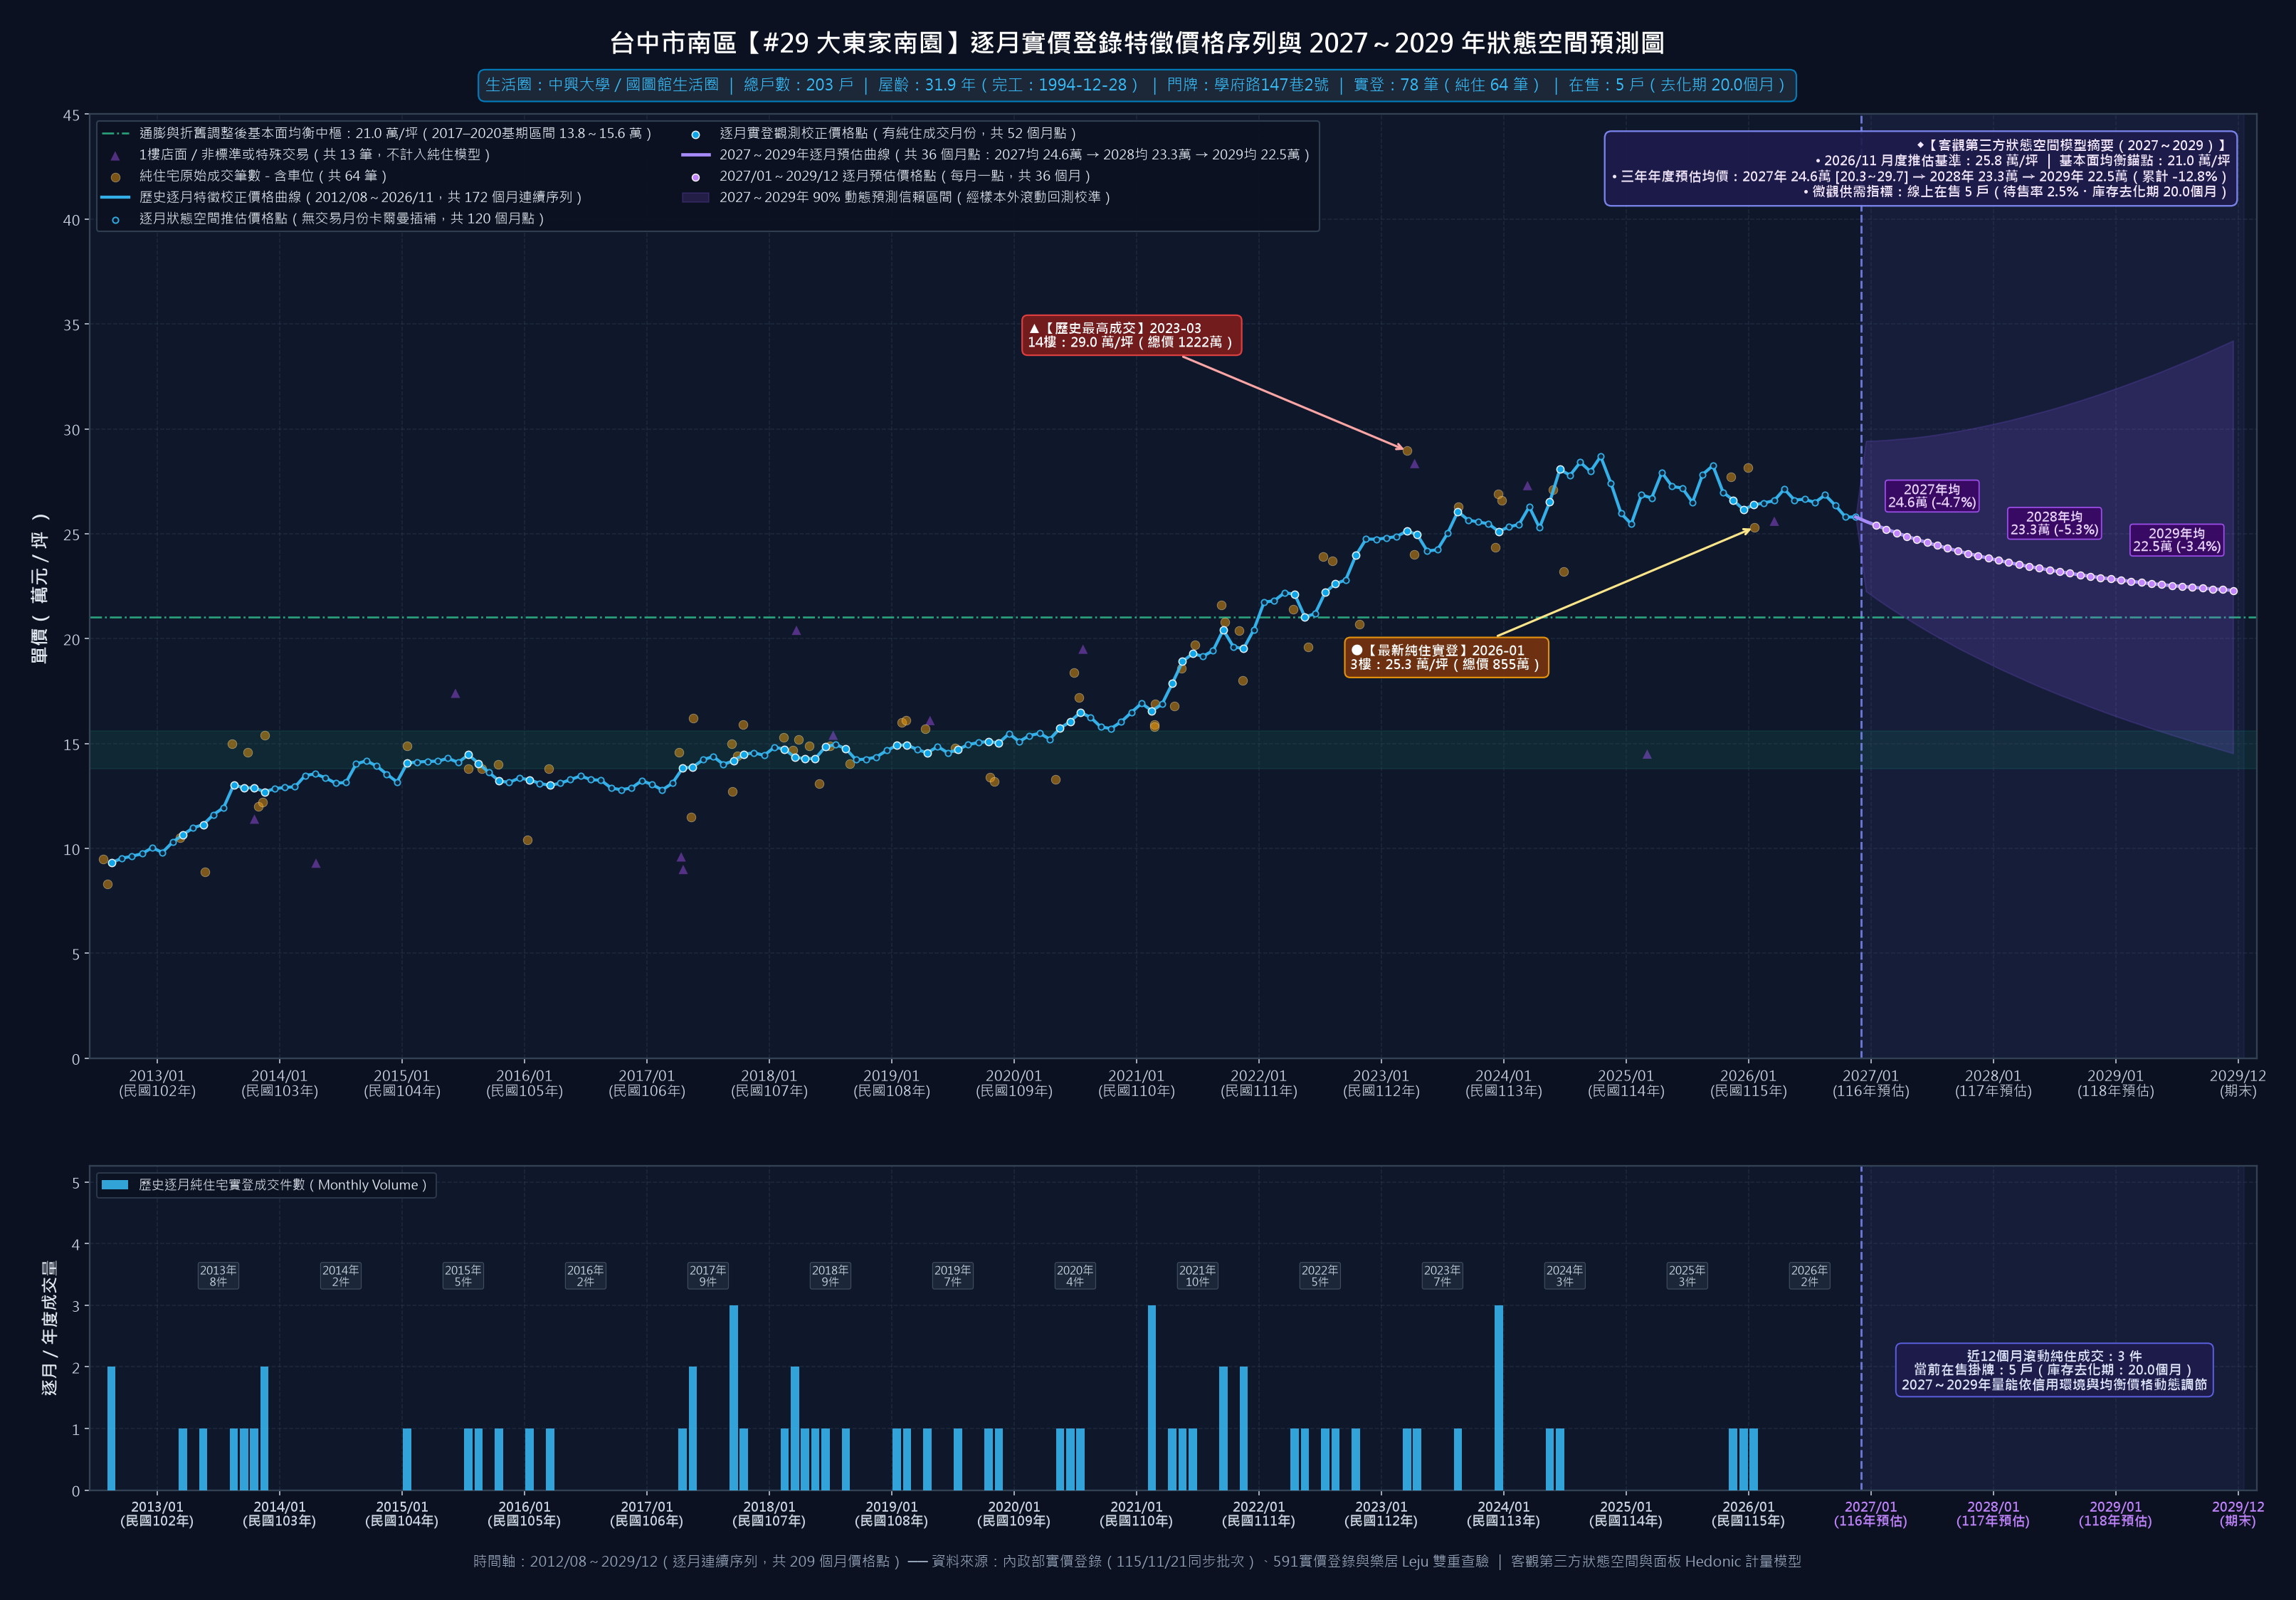 台中市南區【#29 大東家南園】逐月實價登錄特徵價格序列與 2027～2029 年狀態空間預測圖
生活圈：中興大學 / 國圖館生活圈 ｜ 總戶數：203 戶 ｜ 屋齡：31.9 年（完工：1994-12-28） ｜ 門牌：學府路147巷2號 ｜ 實登：78 筆（純住 64 筆） ｜ 在售：5 戶（去化期 20.0個月）
通膨與折舊調整後基本面均衡中樞：21.0 萬/坪（2017–2020基期區間 13.8～15.6 萬）
1樓店面 / 非標準或特殊交易（共 13 筆，不計入純住模型）
純住宅原始成交筆數 - 含車位（共 64 筆）
歷史逐月特徵校正價格曲線（2012/08～2026/11，共 172 個月連續序列）
逐月狀態空間推估價格點（無交易月份卡爾曼插補，共 120 個月點）
逐月實登觀測校正價格點（有純住成交月份，共 52 個月點）
2027～2029年逐月預估曲線（共 36 個月點：2027均 24.6萬 → 2028均 23.3萬 → 2029均 22.5萬）
2027/01～2029/12 逐月預估價格點（每月一點，共 36 個月）
2027～2029年 90% 動態預測信賴區間（經樣本外滾動回測校準）
◆【客觀第三方狀態空間模型摘要（2027～2029）】
• 2026/11 月度推估基準：25.8 萬/坪 ｜ 基本面均衡錨點：21.0 萬/坪
• 三年年度預估均價：2027年 24.6萬 [20.3~29.7] → 2028年 23.3萬 → 2029年 22.5萬（累計 -12.8%）
• 微觀供需指標：線上在售 5 戶（待售率 2.5%・庫存去化期 20.0個月）
單價（ 萬元 / 坪 ）
45
40
35
30
25
20
15
10
5
0
▲【歷史最高成交】2023-03
14樓：29.0 萬/坪（總價 1222萬）
●【最新純住實登】2026-01
3樓：25.3 萬/坪（總價 855萬）
2027年均
24.6萬 (-4.7%)
2028年均
23.3萬 (-5.3%)
2029年均
22.5萬 (-3.4%)
2013/01 2014/01 2015/01 2016/01 2017/01 2018/01 2019/01 2020/01 2021/01 2022/01 2023/01 2024/01 2025/01 2026/01 2027/01 2028/01 2029/01 2029/12
(民國102年) (民國103年) (民國104年) (民國105年) (民國106年) (民國107年) (民國108年) (民國109年) (民國110年) (民國111年) (民國112年) (民國113年) (民國114年) (民國115年) (116年預估) (117年預估) (118年預估) (期末)
歷史逐月純住宅實登成交件數（Monthly Volume）
逐月 / 年度成交量
5
4
3
2
1
0
2013年 2014年 2015年 2016年 2017年 2018年 2019年 2020年 2021年 2022年 2023年 2024年 2025年 2026年
8件 2件 5件 2件 9件 9件 7件 4件 10件 5件 7件 3件 3件 2件
近12個月滾動純住成交：3 件
當前在售掛牌：5 戶（庫存去化期：20.0個月）
2027～2029年量能依信用環境與均衡價格動態調節
2013/01 2014/01 2015/01 2016/01 2017/01 2018/01 2019/01 2020/01 2021/01 2022/01 2023/01 2024/01 2025/01 2026/01 2027/01 2028/01 2029/01 2029/12
(民國102年) (民國103年) (民國104年) (民國105年) (民國106年) (民國107年) (民國108年) (民國109年) (民國110年) (民國111年) (民國112年) (民國113年) (民國114年) (民國115年) (116年預估) (117年預估) (118年預估) (期末)
時間軸：2012/08～2029/12（逐月連續序列，共 209 個月價格點） ── 資料來源：內政部實價登錄（115/11/21同步批次）、591實價登錄與樂居 Leju 雙重查驗 ｜ 客觀第三方狀態空間與面板 Hedonic 計量模型